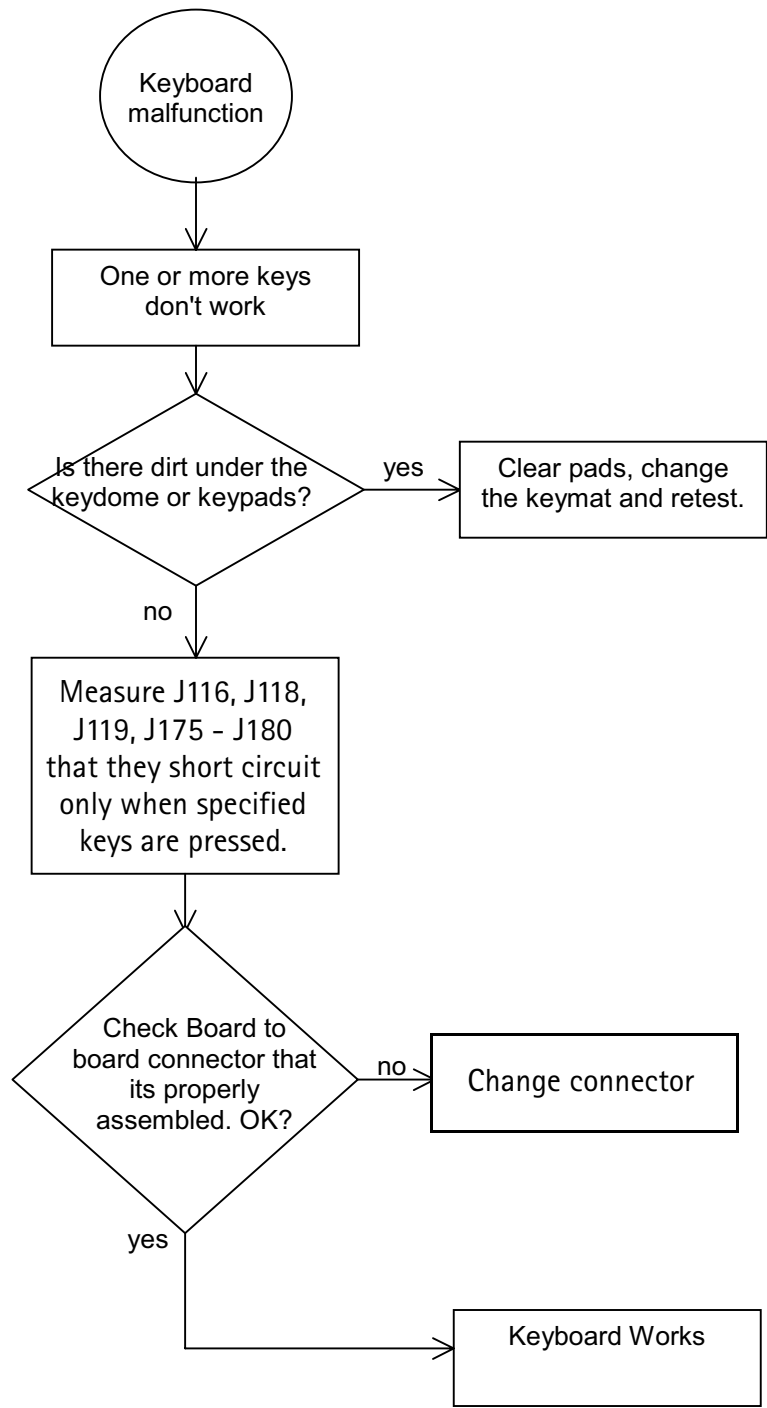 Keyboard
malfunction
One or more keys
don't work
Is there dirt under the
keydome or keypads?
yes
Clear pads, change
the keymat and retest.
no
Measure J116, J118,
J119, J175 - J180
that they short circuit
only when specified
keys are pressed.
Check Board to
board connector that
its properly
assembled. OK?
no
Change connector
yes
Keyboard Works